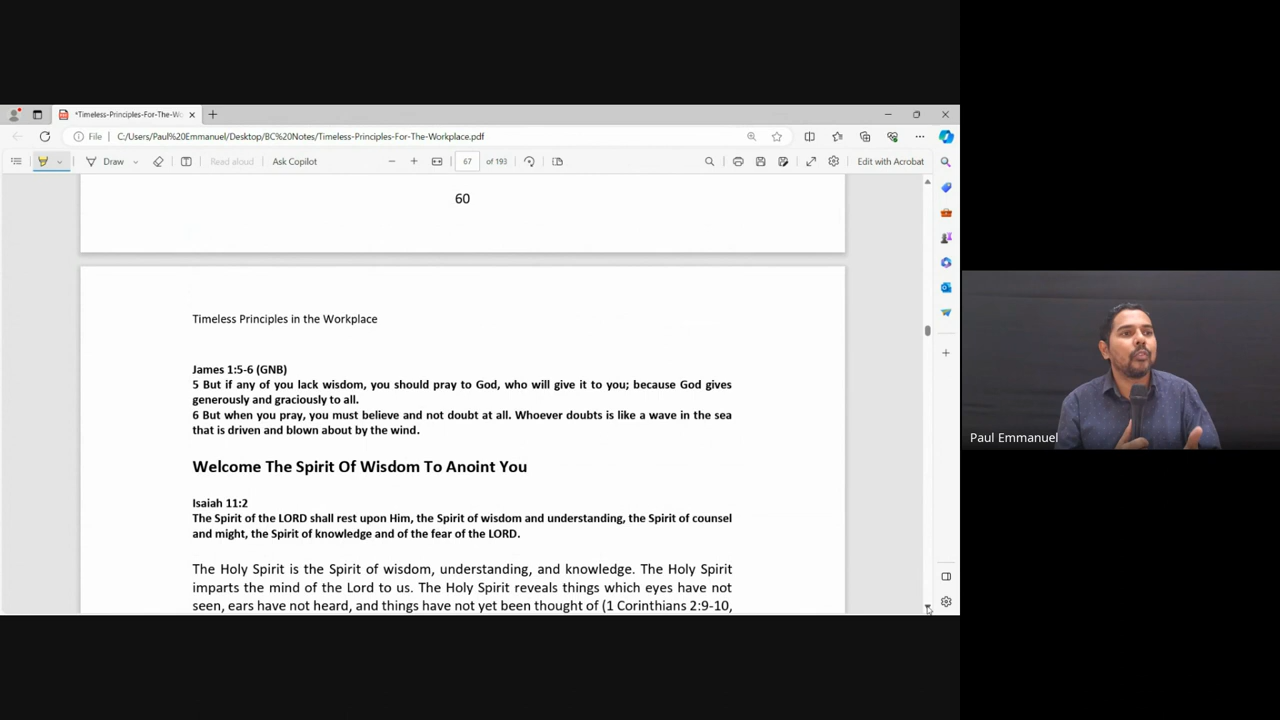 *Timeless-Principles-For-The-Wo
File
C:/Users/Paul%20Emmanuel/Desktop/BC%20Notes/Timeless-Principles-For-The-Workplace.pdf
Draw
Read aloud
Ask Copilot
67
of 193
Edit with Acrobat
60
Timeless Principles in the Workplace
James 1:5-6 (GNB)
5 But if any of you lack wisdom, you should pray to God, who will give it to you; because God gives
generously and graciously to all.
6 But when you pray, you must believe and not doubt at all. Whoever doubts is like a wave in the sea
that is driven and blown about by the wind.
Welcome The Spirit Of Wisdom To Anoint You
Isaiah 11:2
The Spirit of the LORD shall rest upon Him, the Spirit of wisdom and understanding, the Spirit of counsel
and might, the Spirit of knowledge and of the fear of the LORD.
The Holy Spirit is the Spirit of wisdom, understanding, and knowledge. The Holy Spirit
imparts the mind of the Lord to us. The Holy Spirit reveals things which eyes have not
seen, ears have not heard, and things have not yet been thought of (1 Corinthians 2:9-10,
Paul Emmanuel